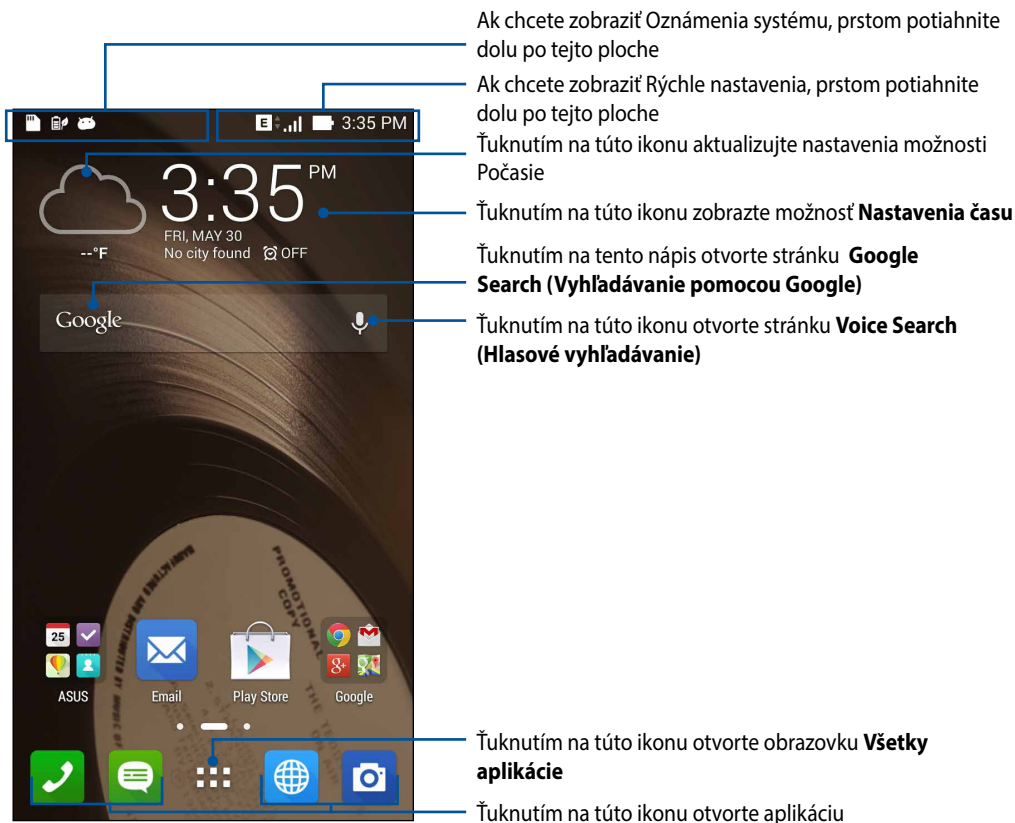 Ak chcete zobraziť Oznámenia systému, prstom potiahnite
dolu po tejto ploche
Ak chcete zobraziť Rýchle nastavenia, prstom potiahnite
dolu po tejto ploche
E 3:35 PM
Ťuknutím na túto ikonu aktualizujte nastavenia možnosti
Počasie
3:35 PM
Ťuknutím na túto ikonu zobrazte možnosť Nastavenia času
FRI, MAY 30
--°F No city found OFF
Ťuknutím na tento nápis otvorte stránku Google
Search (Vyhľadávanie pomocou Google)
Google
Ťuknutím na túto ikonu otvorte stránku Voice Search
(Hlasové vyhľadávanie)
PROMOTIONAL
COPY
25
8+
ASUS Email Play Store Google
Ťuknutím na túto ikonu otvorte obrazovku Všetky
aplikácie
Ťuknutím na túto ikonu otvorte aplikáciu